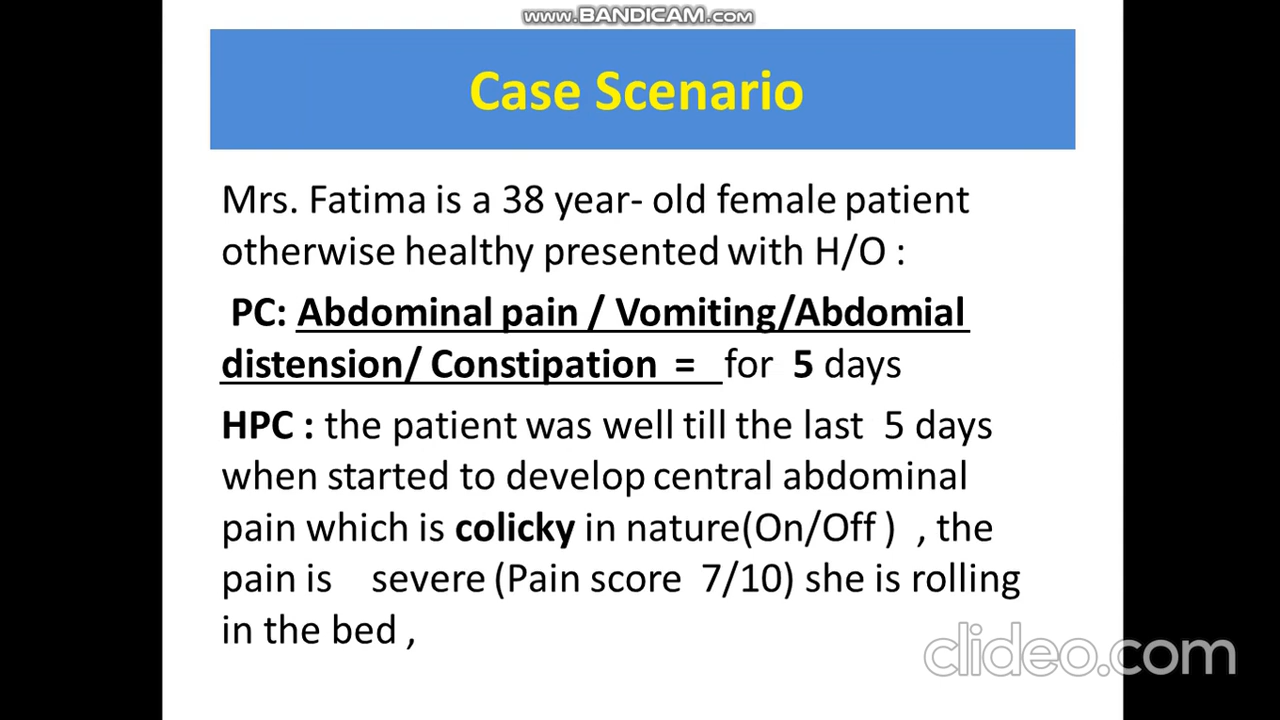 www.BANDICAM.com
Case Scenario
Mrs. Fatima is a 38 year- old female patient
otherwise healthy presented with H/O :
PC: Abdominal pain / Vomiting/Abdomial
distension/ Constipation = for 5 days
HPC : the patient was well till the last 5 days
when started to develop central abdominal
pain which is colicky in nature(On/Off ) , the
pain is severe (Pain score 7/10) she is rolling
in the bed ,
clideo.com